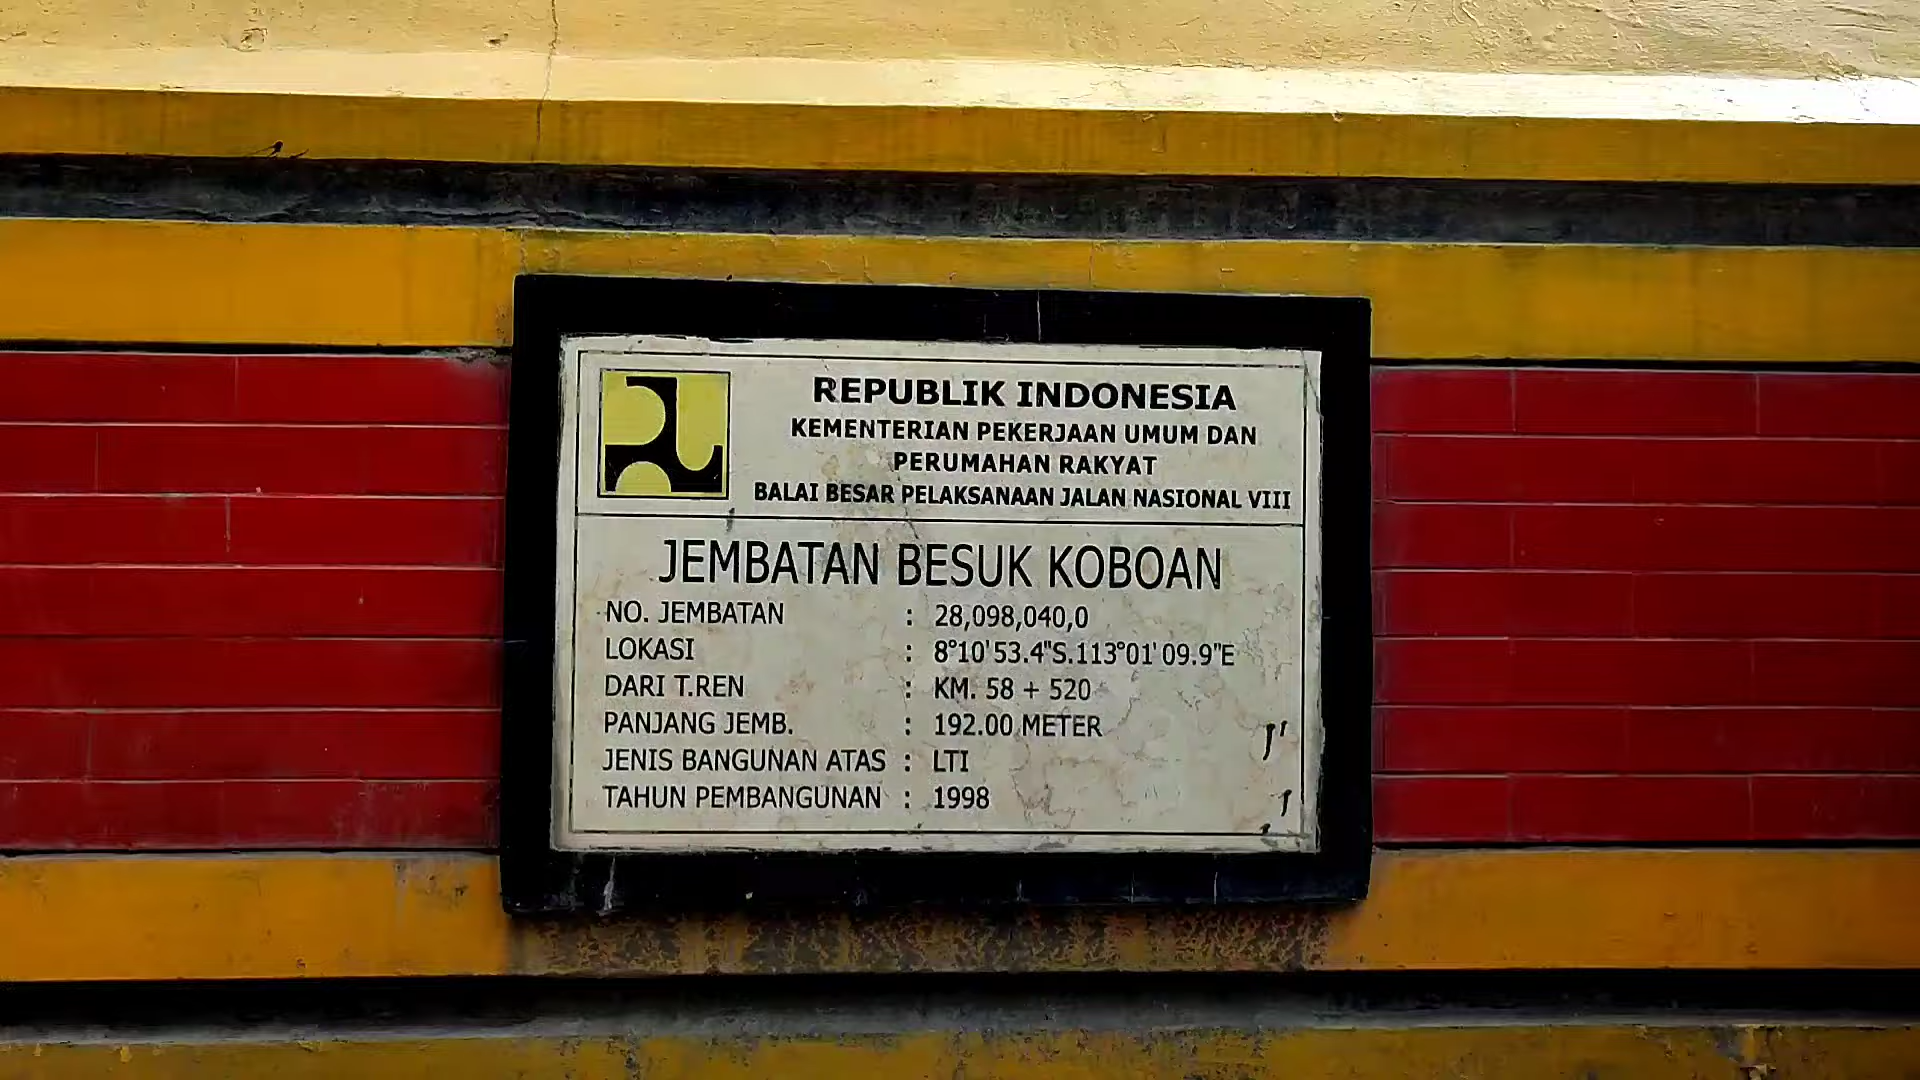 REPUBLIK INDONESIA
KEMENTERIAN PEKERJAAN UMUM DAN
PERUMAHAN RAKYAT
BALAI BESAR PELAKSANAAN JALAN NASIONAL VIII
JEMBATAN BESUK KOBOAN
NO. JEMBATAN : 28,098,040,0
LOKASI : 8°10'53.4"S.113°01'09.9"E
DARI T.REN : KM. 58 + 520
PANJANG JEMB. : 192.00 METER
JENIS BANGUNAN ATAS : LTI
TAHUN PEMBANGUNAN : 1998